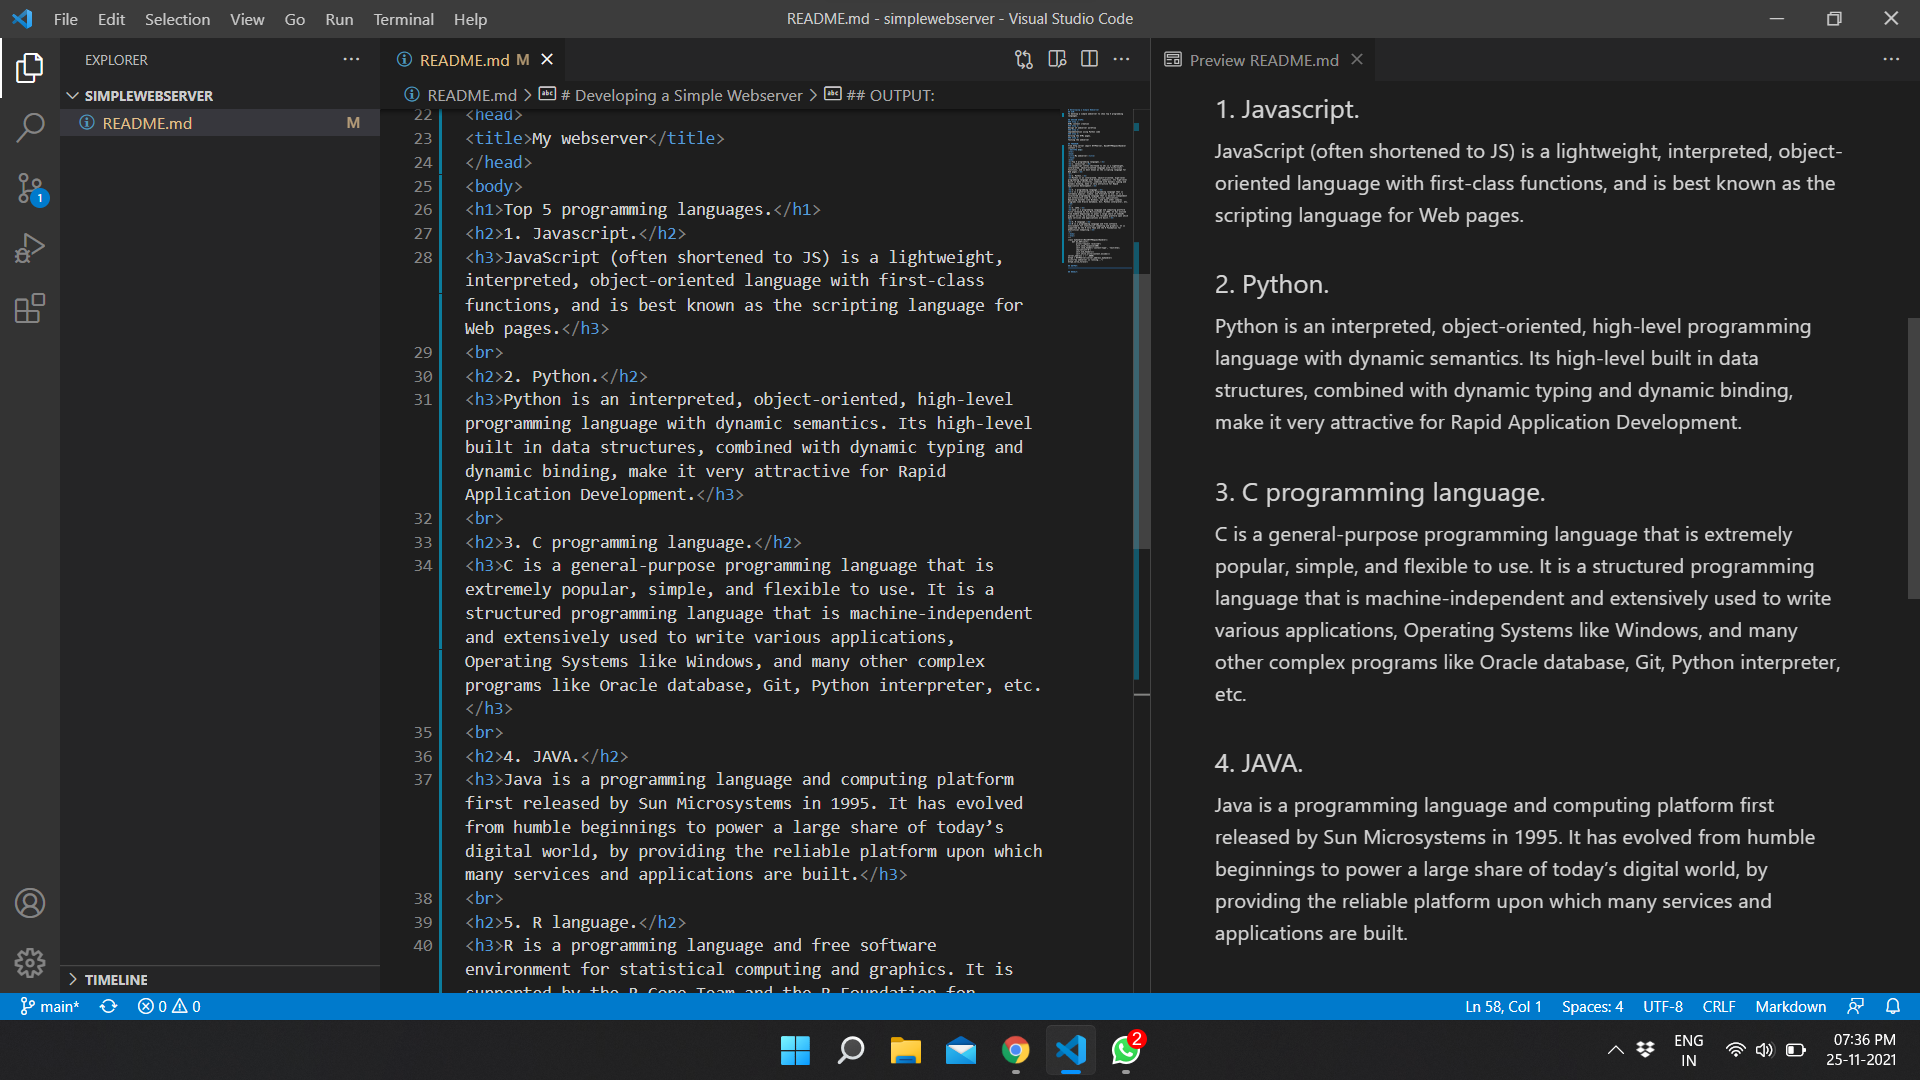 File Edit Selection View Go Run Terminal Help
README.md - simplewebserver - Visual Studio Code
EXPLORER
SIMPLEWEBSERVER
README.md M
TIMELINE
1
README.md M
README.md > # Developing a Simple Webserver > ## OUTPUT:
22 <head>
23 <title>My webserver</title>
24 </head>
25 <body>
26 <h1>Top 5 programming languages.</h1>
27 <h2>1. Javascript.</h2>
28 <h3>JavaScript (often shortened to JS) is a lightweight,
interpreted, object-oriented language with first-class
functions, and is best known as the scripting language for
Web pages.</h3>
29 <br>
30 <h2>2. Python.</h2>
31 <h3>Python is an interpreted, object-oriented, high-level
programming language with dynamic semantics. Its high-level
built in data structures, combined with dynamic typing and
dynamic binding, make it very attractive for Rapid
Application Development.</h3>
32 <br>
33 <h2>3. C programming language.</h2>
34 <h3>C is a general-purpose programming language that is
extremely popular, simple, and flexible to use. It is a
structured programming language that is machine-independent
and extensively used to write various applications,
Operating Systems like Windows, and many other complex
programs like Oracle database, Git, Python interpreter, etc.
</h3>
35 <br>
36 <h2>4. JAVA.</h2>
37 <h3>Java is a programming language and computing platform
first released by Sun Microsystems in 1995. It has evolved
from humble beginnings to power a large share of today’s
digital world, by providing the reliable platform upon which
many services and applications are built.</h3>
38 <br>
39 <h2>5. R language.</h2>
40 <h3>R is a programming language and free software
environment for statistical computing and graphics. It is
supported by the R Core Team and the R Foundation for
Preview README.md
1. Javascript.
JavaScript (often shortened to JS) is a lightweight, interpreted, object-
oriented language with first-class functions, and is best known as the
scripting language for Web pages.
2. Python.
Python is an interpreted, object-oriented, high-level programming
language with dynamic semantics. Its high-level built in data
structures, combined with dynamic typing and dynamic binding,
make it very attractive for Rapid Application Development.
3. C programming language.
C is a general-purpose programming language that is extremely
popular, simple, and flexible to use. It is a structured programming
language that is machine-independent and extensively used to write
various applications, Operating Systems like Windows, and many
other complex programs like Oracle database, Git, Python interpreter,
etc.
4. JAVA.
Java is a programming language and computing platform first
released by Sun Microsystems in 1995. It has evolved from humble
beginnings to power a large share of today’s digital world, by
providing the reliable platform upon which many services and
applications are built.
main* 0 0
Ln 58, Col 1 Spaces: 4 UTF-8 CRLF Markdown
2
ENG
IN
07:36 PM
25-11-2021